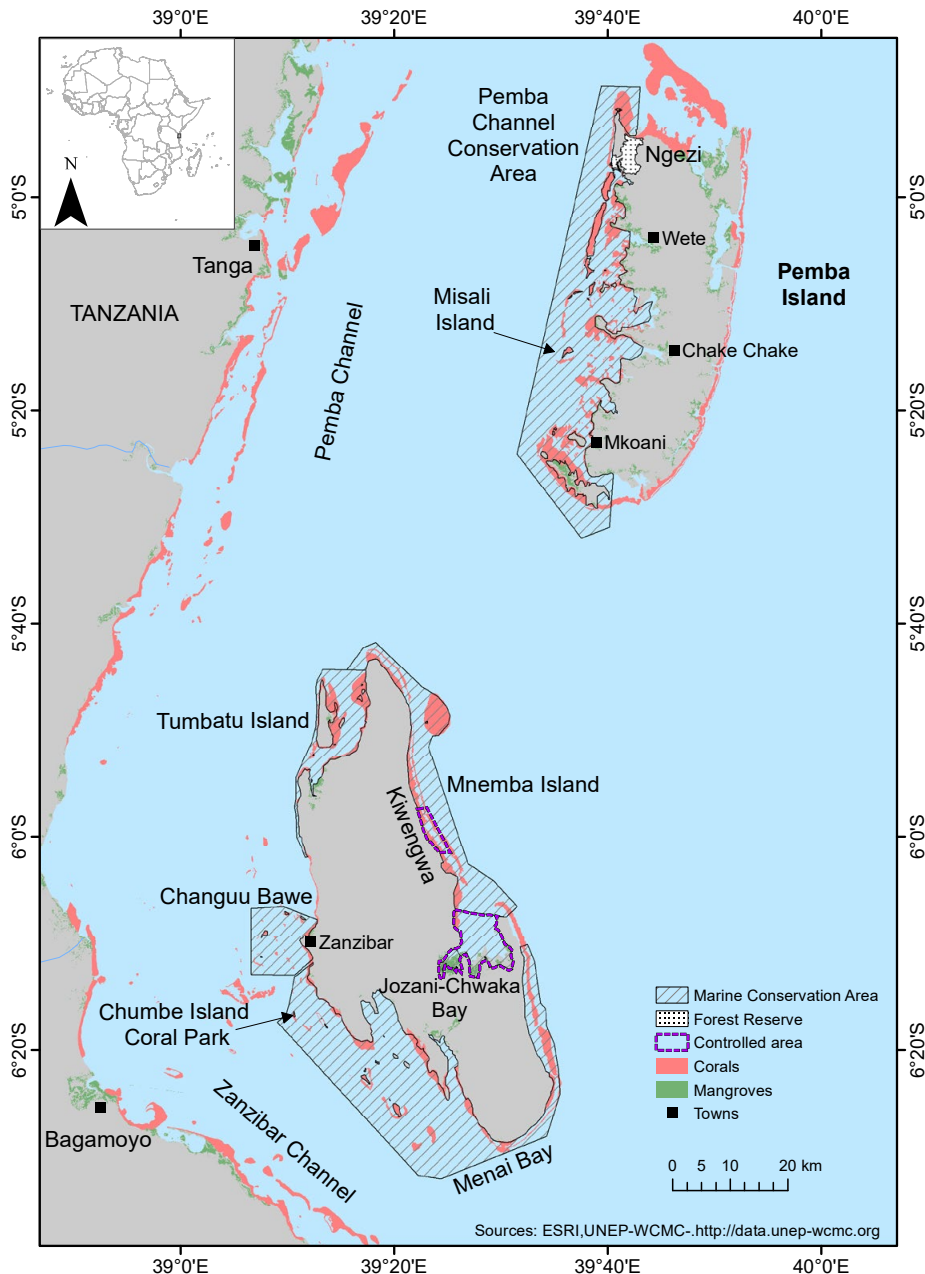 39°0'E
39°20'E
39°40'E
40°0'E
N
Pemba
Channel
Conservation
Area
Ngezi
5°0'S
5°0'S
Wete
Tanga
Pemba
Island
Misali
Island
TANZANIA
Pemba Channel
Chake Chake
5°20'S
5°20'S
Mkoani
5°40'S
5°40'S
Tumbatu Island
Mnemba Island
Kiwengwa
6°0'S
6°0'S
Changuu Bawe
Zanzibar
Jozani-Chwaka
Bay
Chumbe Island
Coral Park
6°20'S
6°20'S
Marine Conservation Area
Forest Reserve
Controlled area
Corals
Mangroves
Towns
Bagamoyo
Zanzibar Channel
Menai Bay
0 5 10 20 km
Sources: ESRI,UNEP-WCMC-.http://data.unep-wcmc.org
39°0'E
39°20'E
39°40'E
40°0'E